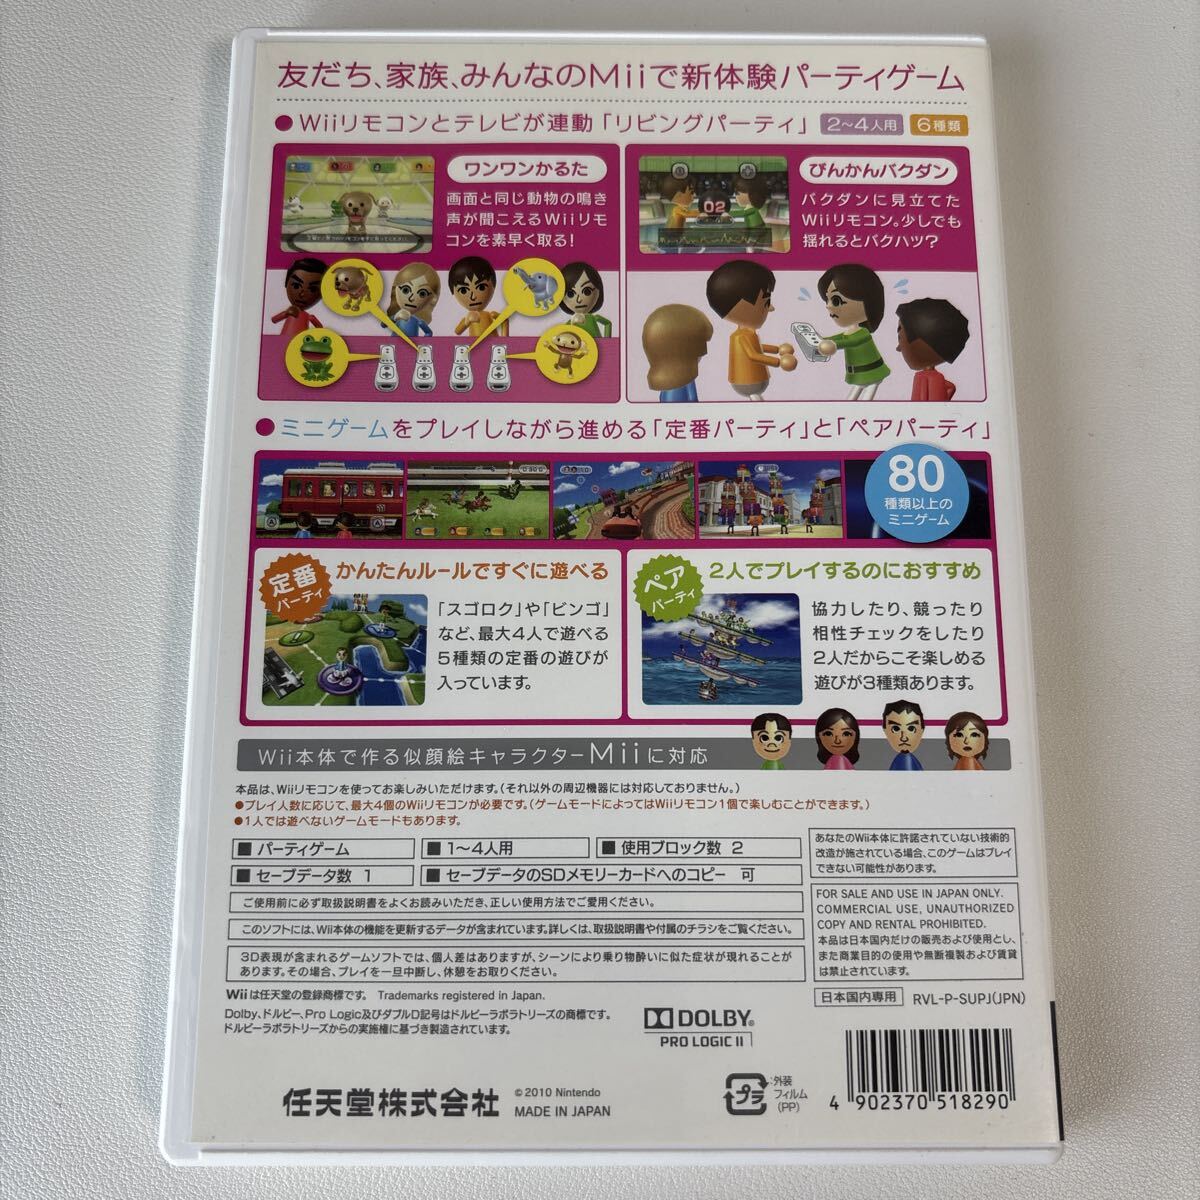 友だち、家族、みんなのMiiで新体験パーティゲーム
●Wiiリモコンとテレビが連動「リビングパーティ」 2～4人用 6種類
ワンワンかるた
画面と同じ動物の鳴き
声が聞こえるWiiリモ
コンを素早く取る!
びんかんバクダン
バクダンに見立てた
Wiiリモコン。少しでも
揺れるとバクハツ?
02
●ミニゲームをプレイしながら進める「定番パーティ」と「ペアパーティ」
80
種類以上の
ミニゲーム
定番
パーティ
かんたんルールですぐに遊べる
「スゴロク」や「ビンゴ」
など、最大4人で遊べる
5種類の定番の遊びが
入っています。
ペア
パーティ
2人でプレイするのにおすすめ
協力したり、競ったり
相性チェックをしたり
2人だからこそ楽しめる
遊びが3種類あります。
Wii本体で作る似顔絵キャラクターMiiに対応
本品は、Wiiリモコンを使ってお楽しみいただけます。(それ以外の周辺機器には対応しておりません。)
●プレイ人数に応じて、最大4個のWiiリモコンが必要です。(ゲームモードによってはWiiリモコン1個で楽しむことができます。)
●1人では遊べないゲームモードもあります。
■ パーティゲーム
■ 1～4人用
■ 使用ブロック数 2
■ セーブデータ数 1
■ セーブデータのSDメモリーカードへのコピー 可
ご使用前に必ず取扱説明書をよくお読みいただき、正しい使用方法でご愛用ください。
このソフトには、Wii本体の機能を更新するデータが含まれています。詳しくは、取扱説明書や付属のチラシをご覧ください。
3D表現が含まれるゲームソフトでは、個人差はありますが、シーンにより乗り物酔いに似た症状が現れることが
あります。その場合、プレイを一旦中断し、休憩をお取りください。
あなたのWii本体に許諾されていない技術的
改造が施されている場合、このゲームはプレイ
できない可能性があります。
FOR SALE AND USE IN JAPAN ONLY.
COMMERCIAL USE, UNAUTHORIZED
COPY AND RENTAL PROHIBITED.
本品は日本国内だけの販売および使用とし、
また商業目的の使用や無断複製および賃貸
は禁止されています。
日本国内専用 RVL-P-SUPJ(JPN)
Wiiは任天堂の登録商標です。 Trademarks registered in Japan.
Dolby、ドルビー、Pro Logic及びダブルD記号はドルビーラボラトリーズの商標です。
ドルビーラボラトリーズからの実施権に基づき製造されています。
DOLBY®
PRO LOGIC II
任天堂株式会社
©2010 Nintendo
MADE IN JAPAN
プラ
外装
フィルム
(PP)
4 902370 518290